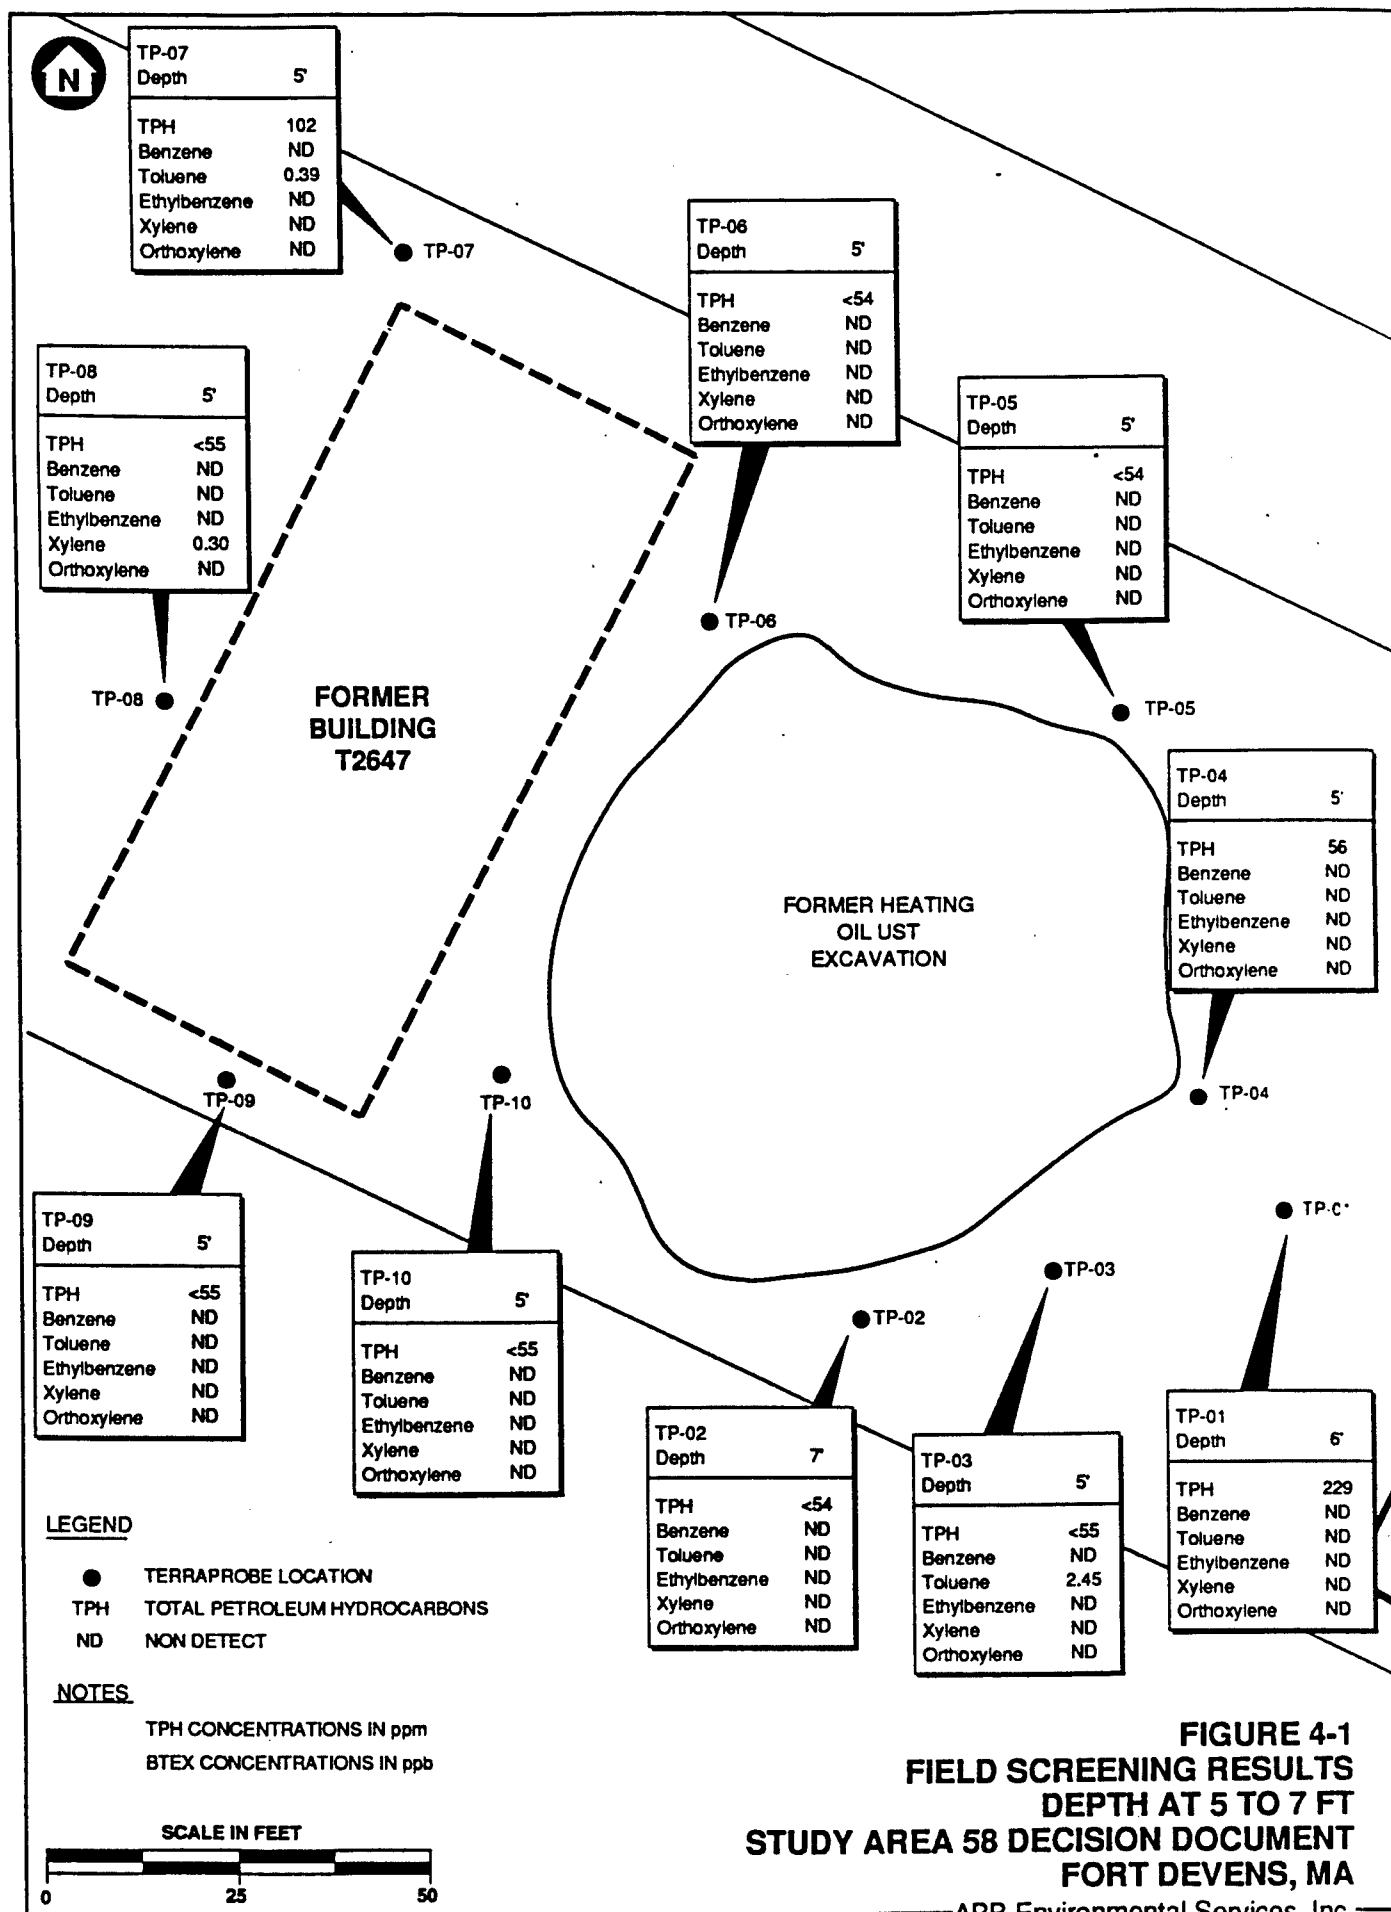 N
TP-07
Depth 5'
TPH 102
Benzene ND
Toluene 0.39
Ethylbenzene ND
Xylene ND
Orthoxylene ND
TP-07
TP-06
Depth 5'
TPH <54
Benzene ND
Toluene ND
Ethylbenzene ND
Xylene ND
Orthoxylene ND
TP-08
Depth 5'
TPH <55
Benzene ND
Toluene ND
Ethylbenzene ND
Xylene 0.30
Orthoxylene ND
TP-05
Depth 5'
TPH <54
Benzene ND
Toluene ND
Ethylbenzene ND
Xylene ND
Orthoxylene ND
TP-06
TP-08
FORMER
BUILDING
T2647
TP-05
TP-04
Depth 5'
TPH 56
Benzene ND
Toluene ND
Ethylbenzene ND
Xylene ND
Orthoxylene ND
FORMER HEATING
OIL UST
EXCAVATION
TP-09
TP-10
TP-04
TP-09
Depth 5'
TPH <55
Benzene ND
Toluene ND
Ethylbenzene ND
Xylene ND
Orthoxylene ND
TP-10
Depth 5'
TPH <55
Benzene ND
Toluene ND
Ethylbenzene ND
Xylene ND
Orthoxylene ND
TP-03
TP-02
TP-02
Depth 7'
TPH <54
Benzene ND
Toluene ND
Ethylbenzene ND
Xylene ND
Orthoxylene ND
TP-03
Depth 5'
TPH <55
Benzene ND
Toluene 2.45
Ethylbenzene ND
Xylene ND
Orthoxylene ND
TP-01
Depth 6'
TPH 229
Benzene ND
Toluene ND
Ethylbenzene ND
Xylene ND
Orthoxylene ND
LEGEND
TERRAPROBE LOCATION
TPH TOTAL PETROLEUM HYDROCARBONS
ND NON DETECT
NOTES
TPH CONCENTRATIONS IN ppm
BTEX CONCENTRATIONS IN ppb
SCALE IN FEET
0 25 50
FIGURE 4-1
FIELD SCREENING RESULTS
DEPTH AT 5 TO 7 FT
STUDY AREA 58 DECISION DOCUMENT
FORT DEVENS, MA
Environmental Services, Inc.